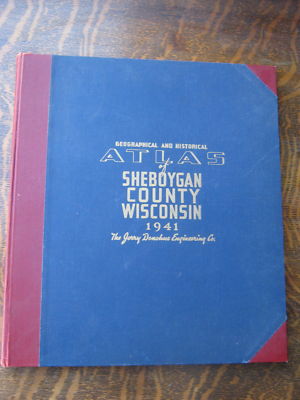 GEOGRAPHICAL AND HISTORICAL
ATLAS
of
SHEBOYGAN
COUNTY
WISCONSIN
1941
The Jerry Donohue Engineering Co.